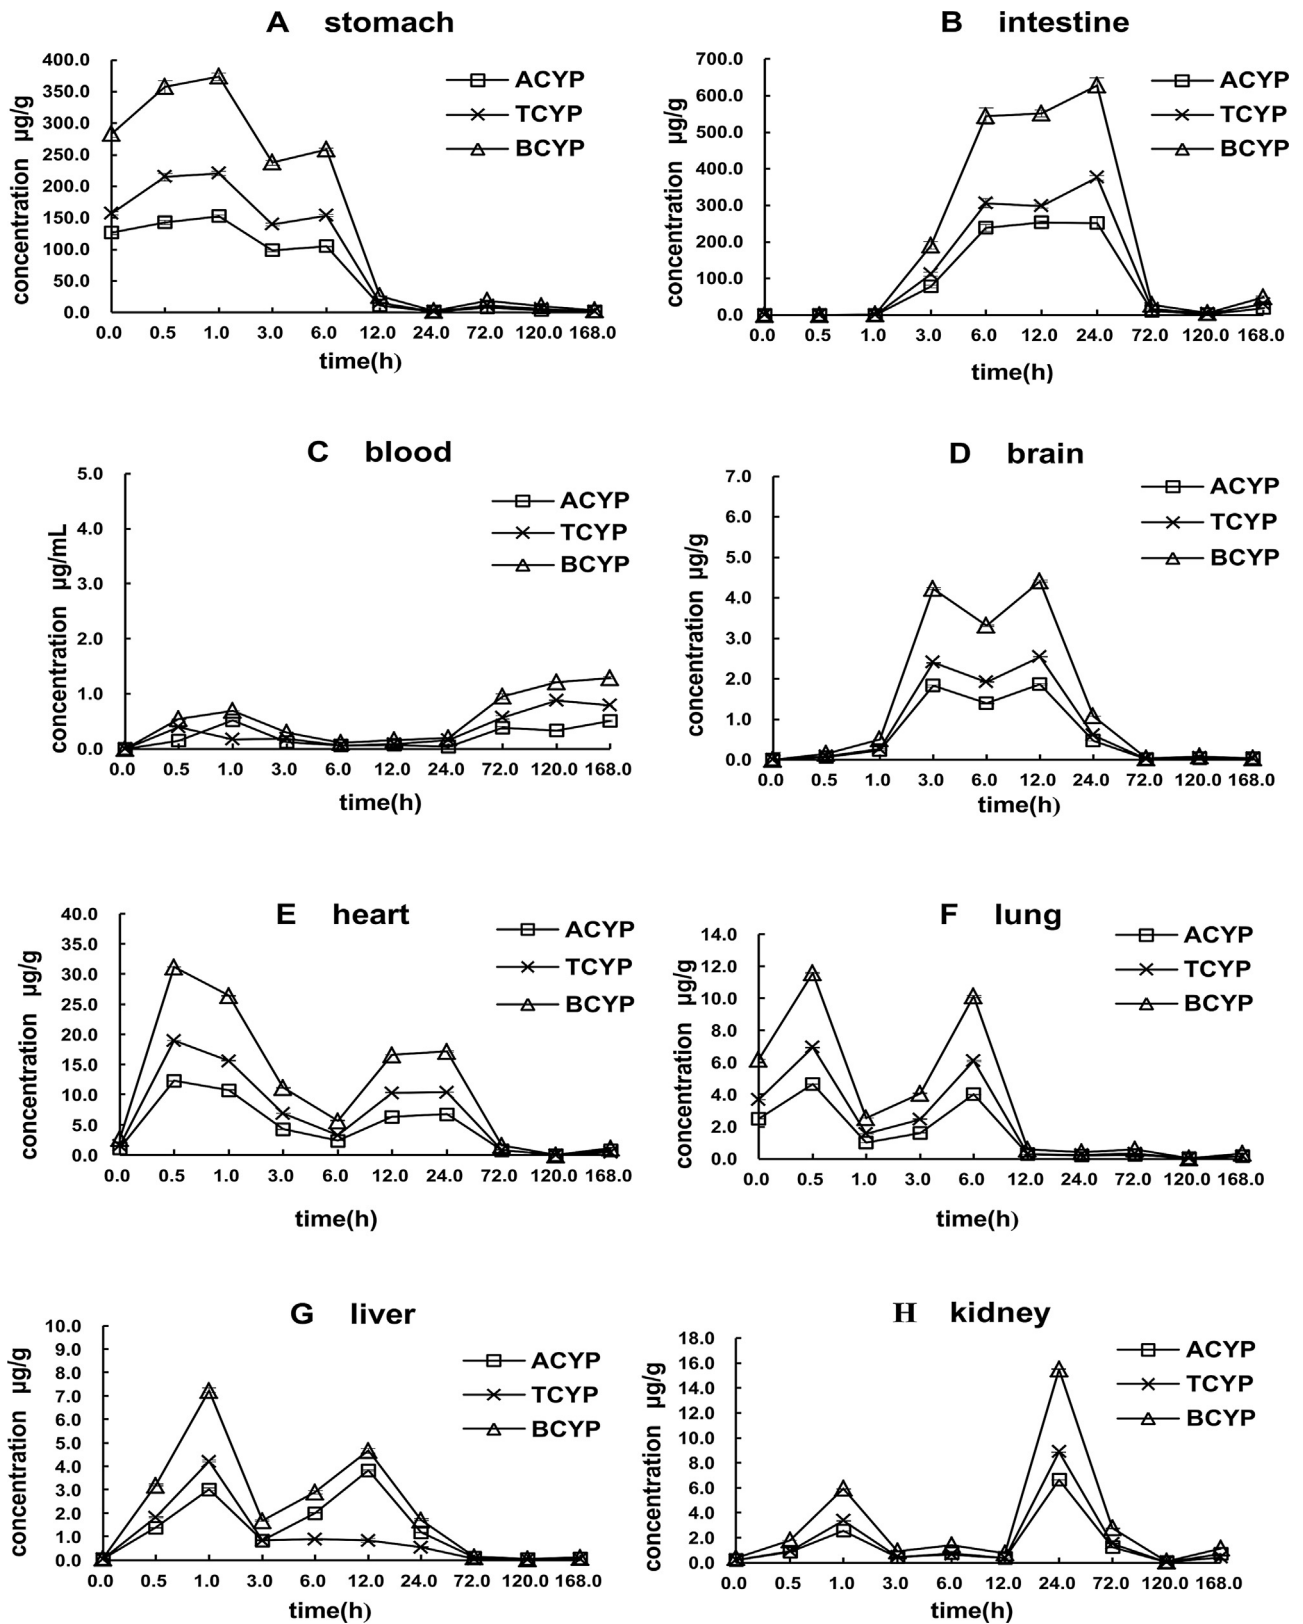 A stomach
400.0
350.0
300.0
250.0
200.0
150.0
100.0
50.0
0.0
concentration µg/g
ACYP
TCYP
BCYP
0.0 0.5 1.0 3.0 6.0 12.0 24.0 72.0 120.0 168.0
time(h)
B intestine
700.0
600.0
500.0
400.0
300.0
200.0
100.0
0.0
concentration µg/g
ACYP
TCYP
BCYP
0.0 0.5 1.0 3.0 6.0 12.0 24.0 72.0 120.0 168.0
time(h)
C blood
5.0
4.0
3.0
2.0
1.0
0.0
concentration µg/mL
ACYP
TCYP
BCYP
0.0 0.5 1.0 3.0 6.0 12.0 24.0 72.0 120.0 168.0
time(h)
D brain
7.0
6.0
5.0
4.0
3.0
2.0
1.0
0.0
concentration µg/g
ACYP
TCYP
BCYP
0.0 0.5 1.0 3.0 6.0 12.0 24.0 72.0 120.0 168.0
time(h)
E heart
40.0
35.0
30.0
25.0
20.0
15.0
10.0
5.0
0.0
concentration µg/g
ACYP
TCYP
BCYP
0.0 0.5 1.0 3.0 6.0 12.0 24.0 72.0 120.0 168.0
time(h)
F lung
14.0
12.0
10.0
8.0
6.0
4.0
2.0
0.0
concentration µg/g
ACYP
TCYP
BCYP
0.0 0.5 1.0 3.0 6.0 12.0 24.0 72.0 120.0 168.0
time(h)
G liver
10.0
9.0
8.0
7.0
6.0
5.0
4.0
3.0
2.0
1.0
0.0
concentration µg/g
ACYP
TCYP
BCYP
0.0 0.5 1.0 3.0 6.0 12.0 24.0 72.0 120.0 168.0
time(h)
H kidney
18.0
16.0
14.0
12.0
10.0
8.0
6.0
4.0
2.0
0.0
concentration µg/g
ACYP
TCYP
BCYP
0.0 0.5 1.0 3.0 6.0 12.0 24.0 72.0 120.0 168.0
time(h)